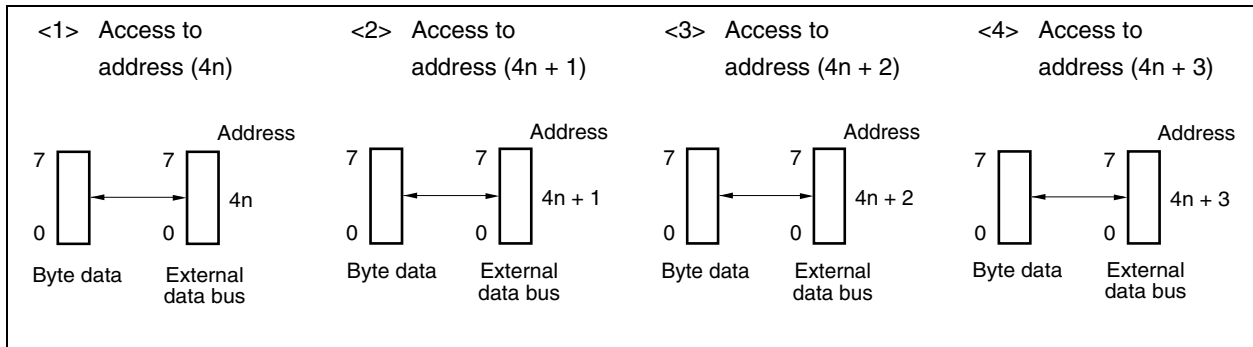 <1> Access to
address (4n)
Address
7
7
4n
0
0
Byte data
External
data bus
<2> Access to
address (4n + 1)
Address
7
7
4n + 1
0
0
Byte data
External
data bus
<3> Access to
address (4n + 2)
Address
7
7
4n + 2
0
0
Byte data
External
data bus
<4> Access to
address (4n + 3)
Address
7
7
4n + 3
0
0
Byte data
External
data bus